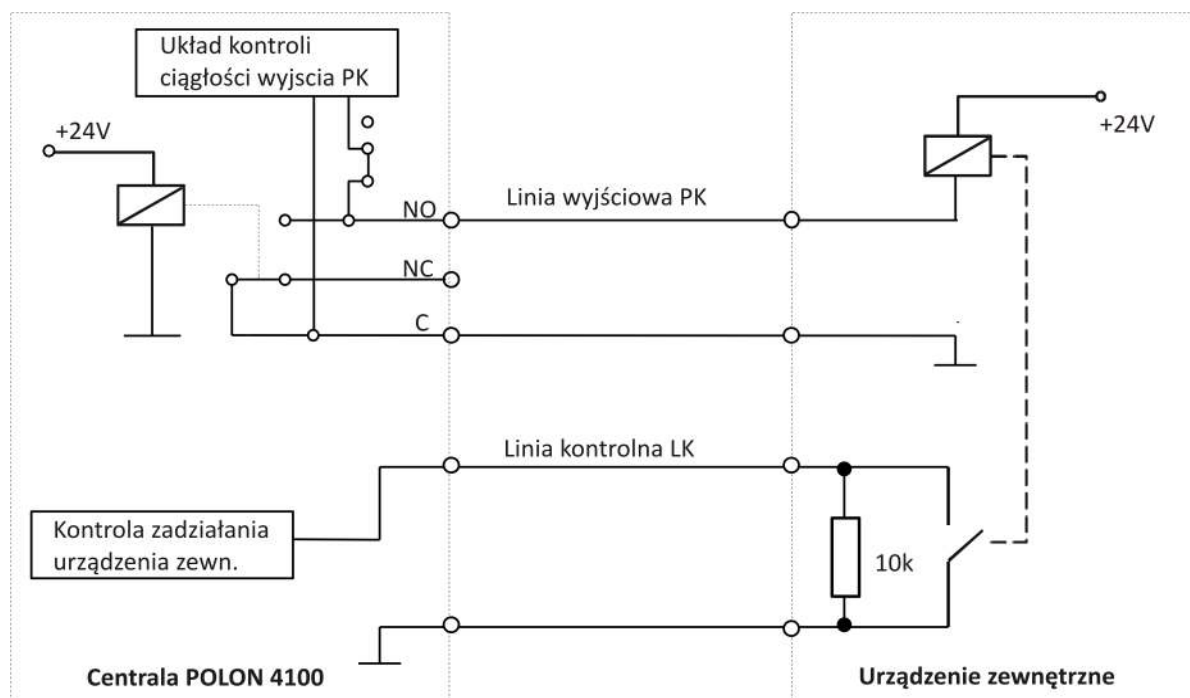 Układ kontroli
ciągłości wyjscia PK
+24V
+24V
NO
Linia wyjściowa PK
NC
C
Linia kontrolna LK
Kontrola zadziałania
urządzenia zewn.
10k
Centrala POLON 4100
Urządzenie zewnętrzne